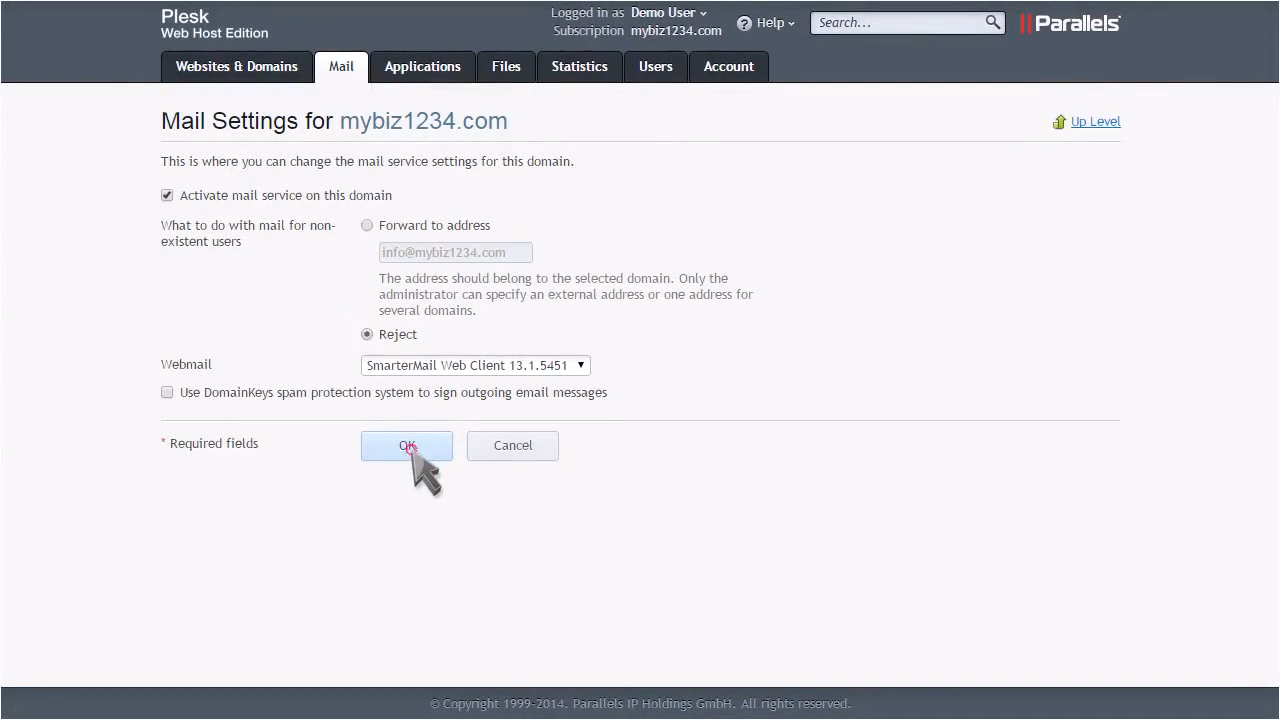 Plesk
Web Host Edition
Logged in as Demo User
Subscription mybiz1234.com
? Help
Search...
Parallels®
Websites & Domains
Mail
Applications
Files
Statistics
Users
Account
Mail Settings for mybiz1234.com
Up Level
This is where you can change the mail service settings for this domain.
Activate mail service on this domain
What to do with mail for non-
existent users
Forward to address
info@mybiz1234.com
The address should belong to the selected domain. Only the
administrator can specify an external address or one address for
several domains.
Reject
Webmail
SmarterMail Web Client 13.1.5451
Use DomainKeys spam protection system to sign outgoing email messages
* Required fields
OK
Cancel
© Copyright 1999-2014. Parallels IP Holdings GmbH. All rights reserved.